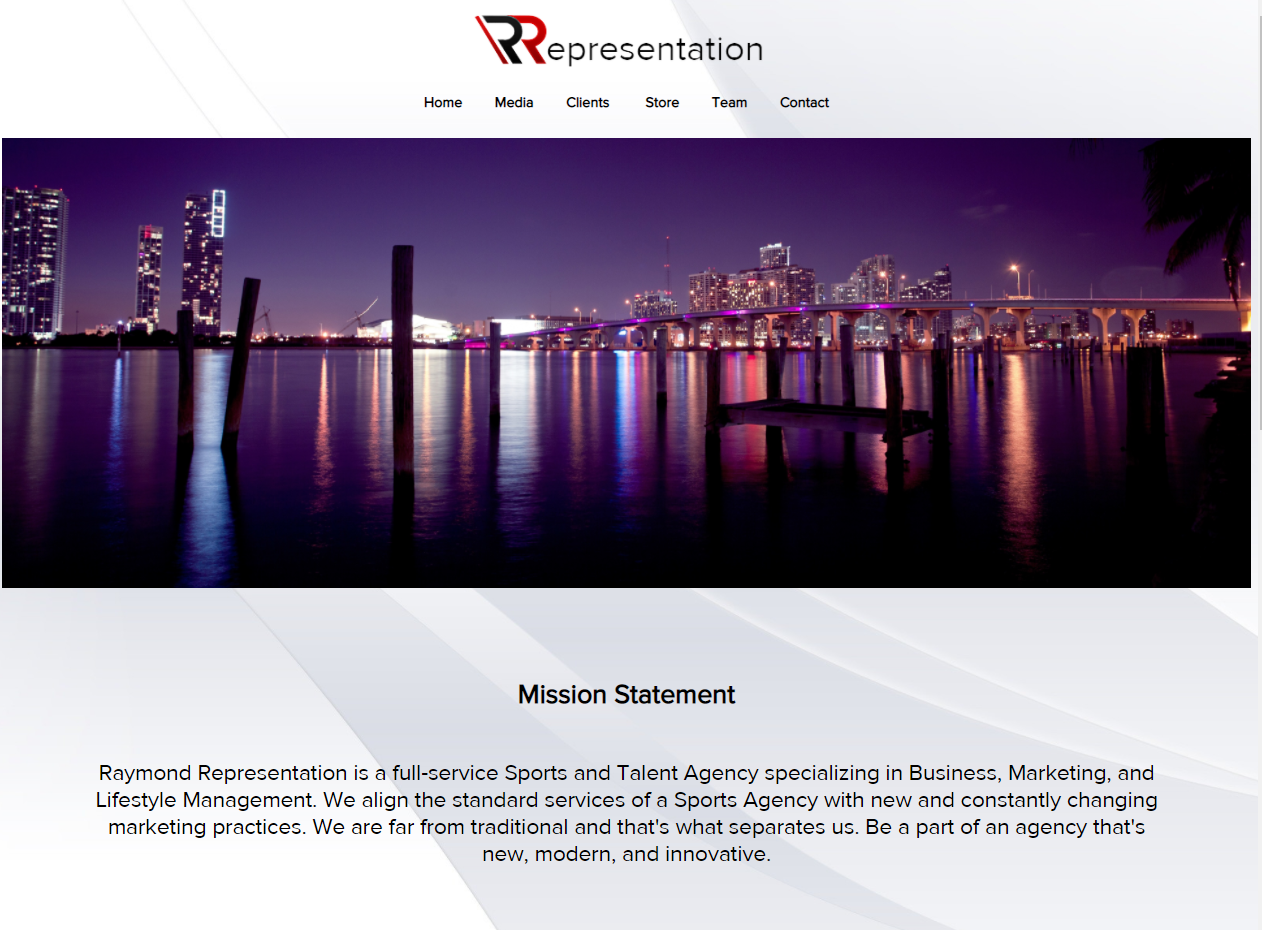 RRepresentation
Home Media Clients Store Team Contact
Mission Statement
Raymond Representation is a full-service Sports and Talent Agency specializing in Business, Marketing, and
Lifestyle Management. We align the standard services of a Sports Agency with new and constantly changing
marketing practices. We are far from traditional and that's what separates us. Be a part of an agency that's
new, modern, and innovative.